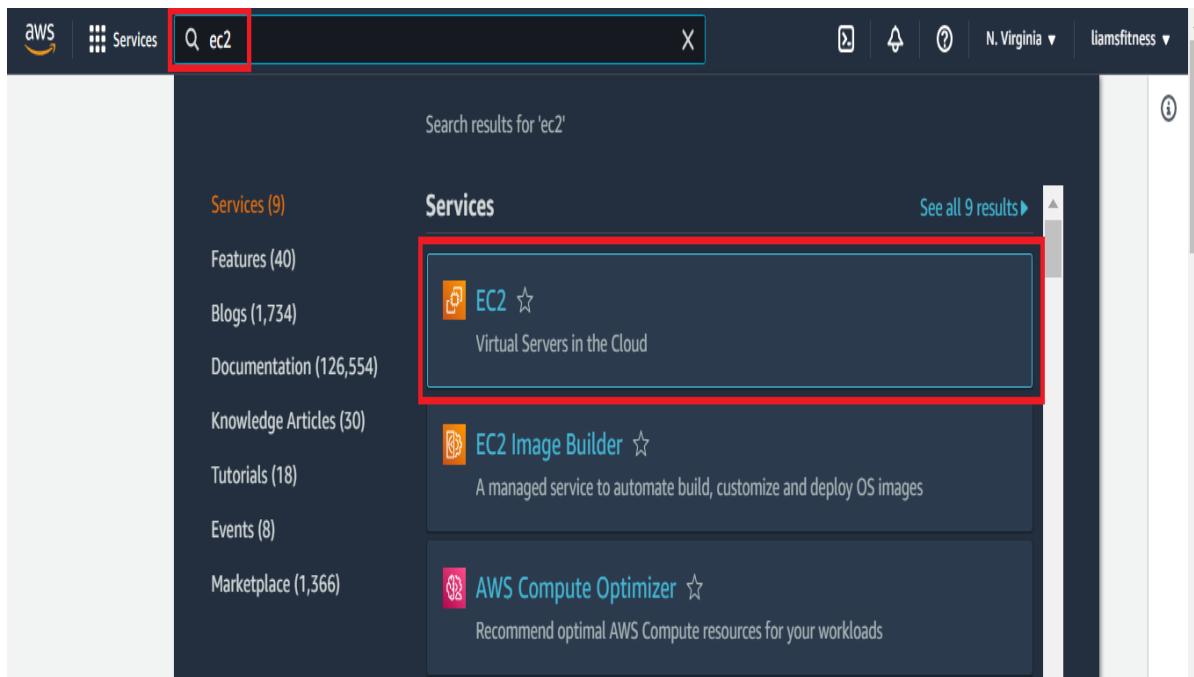 aws
Services
ec2
N. Virginia
liamsfitness
Search results for 'ec2'
Services (9)
Features (40)
Blogs (1,734)
Documentation (126,554)
Knowledge Articles (30)
Tutorials (18)
Events (8)
Marketplace (1,366)
Services
See all 9 results
EC2
Virtual Servers in the Cloud
EC2 Image Builder
A managed service to automate build, customize and deploy OS images
AWS Compute Optimizer
Recommend optimal AWS Compute resources for your workloads